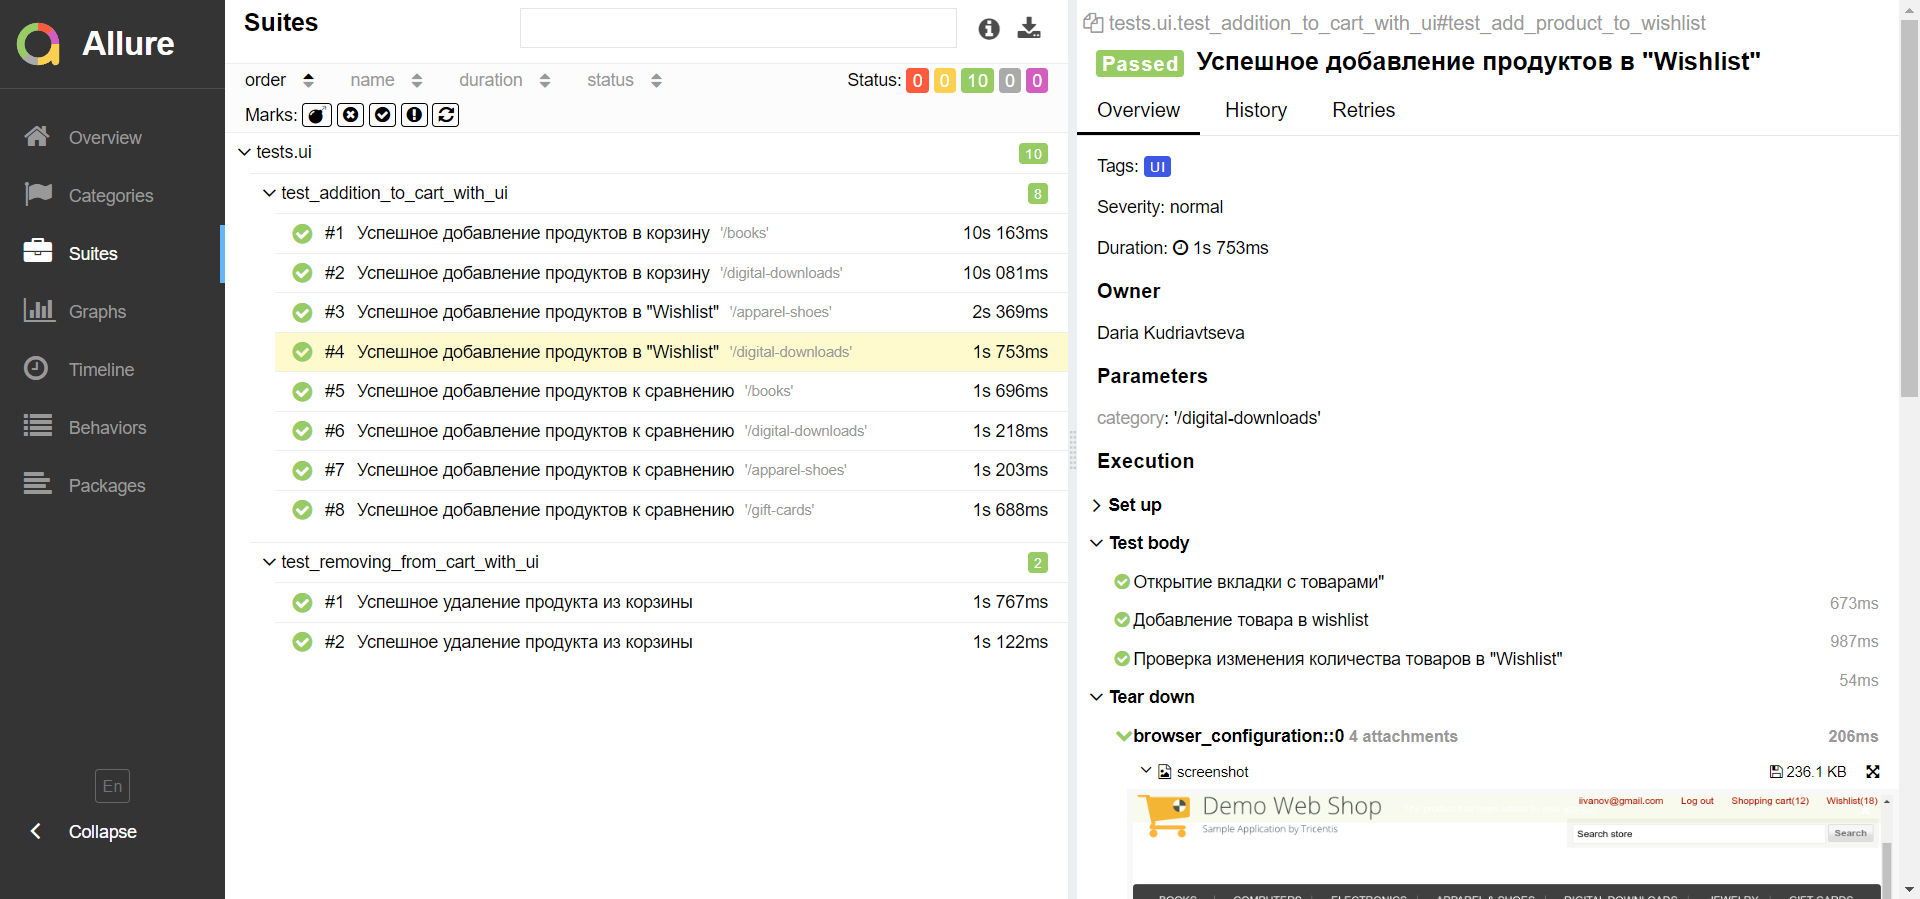 Allure
Overview
Categories
Suites
Graphs
Timeline
Behaviors
Packages
En
Collapse
Suites
order name duration status Status: 0 0 10 0 0
Marks:
tests.ui 10
test_addition_to_cart_with_ui 8
#1 Успешное добавление продуктов в корзину '/books' 10s 163ms
#2 Успешное добавление продуктов в корзину '/digital-downloads' 10s 081ms
#3 Успешное добавление продуктов в "Wishlist" '/apparel-shoes' 2s 369ms
#4 Успешное добавление продуктов в "Wishlist" '/digital-downloads' 1s 753ms
#5 Успешное добавление продуктов к сравнению '/books' 1s 696ms
#6 Успешное добавление продуктов к сравнению '/digital-downloads' 1s 218ms
#7 Успешное добавление продуктов к сравнению '/apparel-shoes' 1s 203ms
#8 Успешное добавление продуктов к сравнению '/gift-cards' 1s 688ms
test_removing_from_cart_with_ui 2
#1 Успешное удаление продукта из корзины 1s 767ms
#2 Успешное удаление продукта из корзины 1s 122ms
tests.ui.test_addition_to_cart_with_ui#test_add_product_to_wishlist
Passed Успешное добавление продуктов в "Wishlist"
Overview History Retries
Tags: UI
Severity: normal
Duration: 1s 753ms
Owner
Daria Kudriavtseva
Parameters
category: '/digital-downloads'
Execution
Set up
Test body
Открытие вкладки с товарами"
673ms
Добавление товара в wishlist
987ms
Проверка изменения количества товаров в "Wishlist"
54ms
Tear down
browser_configuration::0 4 attachments 206ms
screenshot 236.1 KB
Demo Web Shop
Sample Application by Tricentis
iivanov@gmail.com Log out Shopping cart(12) Wishlist(18)
Search store Search
BOOKS COMPUTERS ELECTRONICS APPAREL & SHOES DIGITAL DOWNLOADS JEWELRY GIFT CARDS